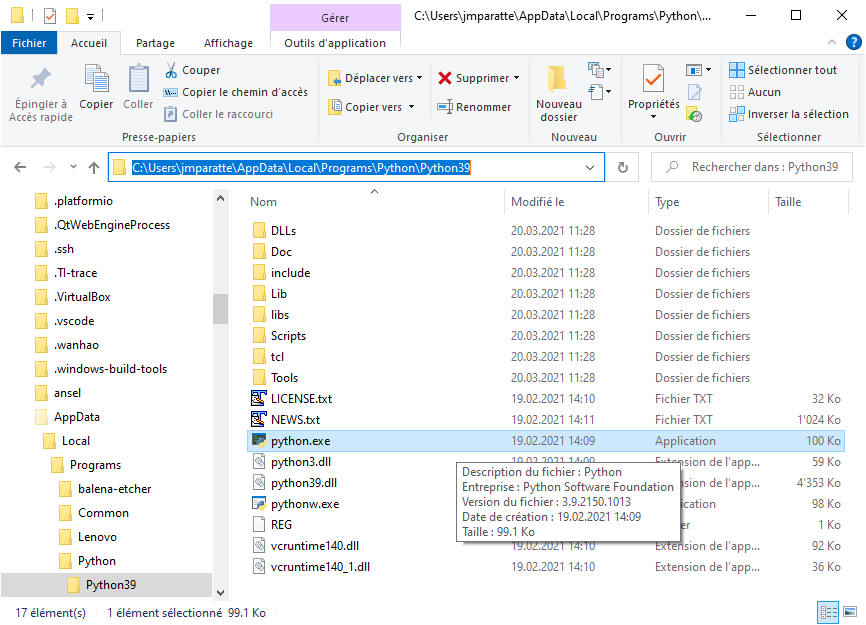 Gérer
C:\Users\jmparatte\AppData\Local\Programs\Python\...
Fichier
Accueil
Partage
Affichage
Outils d'application
Épingler à
Accès rapide
Copier
Coller
Couper
Copier le chemin d'accès
Coller le raccourci
Presse-papiers
Déplacer vers
Copier vers
Supprimer
Renommer
Organiser
Nouveau
dossier
Nouveau
Propriétés
Ouvrir
Sélectionner tout
Aucun
Inverser la sélection
Sélectionner
C:\Users\jmparatte\AppData\Local\Programs\Python\Python39
Rechercher dans : Python39
.platformio
.QtWebEngineProcess
.ssh
.TI-trace
.VirtualBox
.vscode
.wanhao
.windows-build-tools
ansel
AppData
Local
Programs
balena-etcher
Common
Lenovo
Python
Python39
Nom Modifié le Type Taille
DLLs 20.03.2021 11:28 Dossier de fichiers
Doc 20.03.2021 11:28 Dossier de fichiers
include 20.03.2021 11:28 Dossier de fichiers
Lib 20.03.2021 11:28 Dossier de fichiers
libs 20.03.2021 11:28 Dossier de fichiers
Scripts 20.03.2021 11:28 Dossier de fichiers
tcl 20.03.2021 11:28 Dossier de fichiers
Tools 20.03.2021 11:28 Dossier de fichiers
LICENSE.txt 19.02.2021 14:10 Fichier TXT 32 Ko
NEWS.txt 19.02.2021 14:11 Fichier TXT 1'024 Ko
python.exe 19.02.2021 14:09 Application 100 Ko
python3.dll 19.02.2021 14:09 Extension de l'app... 59 Ko
python39.dll Extension de l'app... 4'353 Ko
pythonw.exe 98 Ko
REG 1 Ko
vcruntime140.dll 19.02.2021 14:10 Extension de l'app... 92 Ko
vcruntime140_1.dll 19.02.2021 14:10 Extension de l'app... 36 Ko
Description du fichier : Python
Entreprise : Python Software Foundation
Version du fichier : 3.9.2150.1013
Date de création : 19.02.2021 14:09
Taille : 99.1 Ko
17 élément(s) 1 élément sélectionné 99.1 Ko